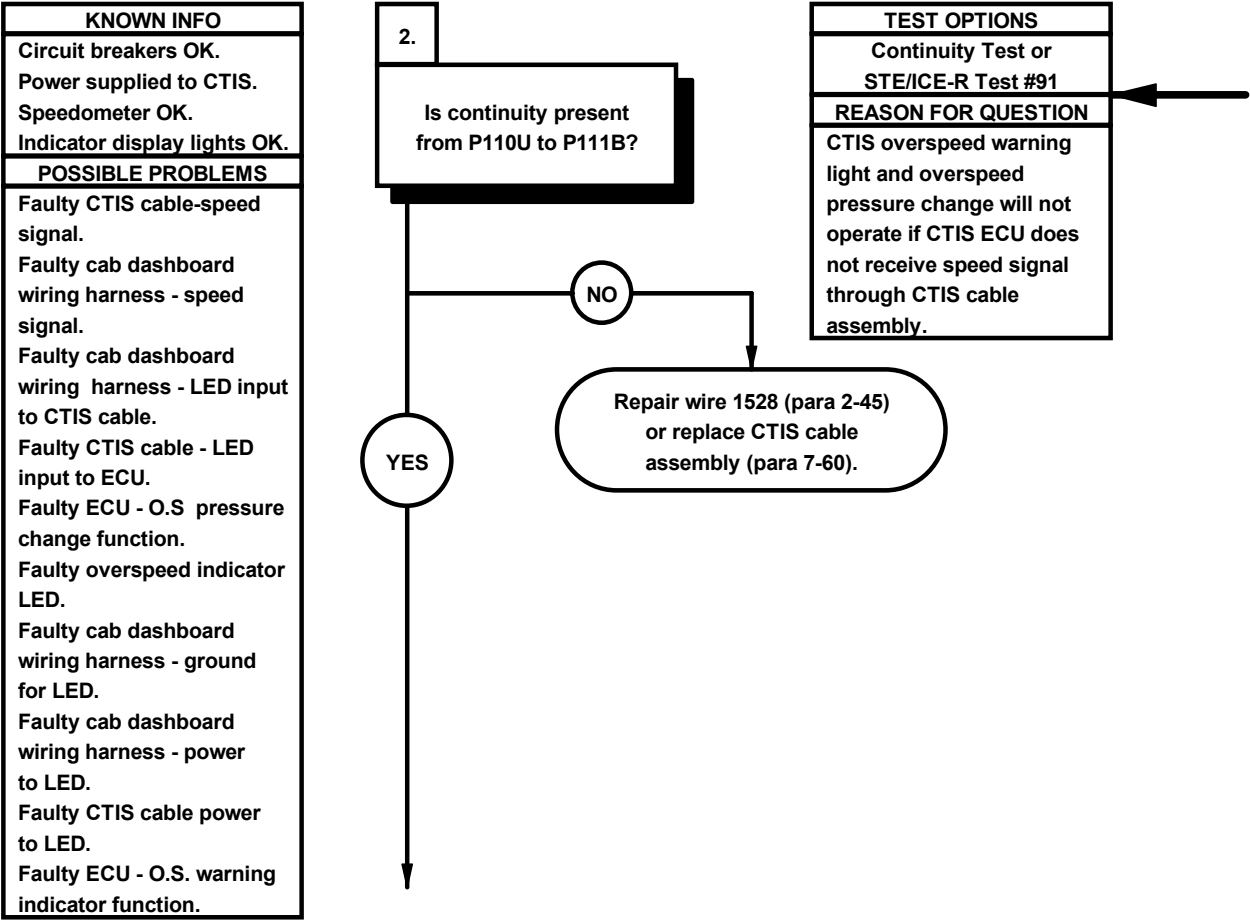 KNOWN INFO
Circuit breakers OK.
Power supplied to CTIS.
Speedometer OK.
Indicator display lights OK.
POSSIBLE PROBLEMS
Faulty CTIS cable-speed
signal.
Faulty cab dashboard
wiring harness - speed
signal.
Faulty cab dashboard
wiring harness - LED input
to CTIS cable.
Faulty CTIS cable - LED
input to ECU.
Faulty ECU - O.S pressure
change function.
Faulty overspeed indicator
LED.
Faulty cab dashboard
wiring harness - ground
for LED.
Faulty cab dashboard
wiring harness - power
to LED.
Faulty CTIS cable power
to LED.
Faulty ECU - O.S. warning
indicator function.
2.
Is continuity present
from P110U to P111B?
NO
Repair wire 1528 (para 2-45)
or replace CTIS cable
assembly (para 7-60).
YES
TEST OPTIONS
Continuity Test or
STE/ICE-R Test #91
REASON FOR QUESTION
CTIS overspeed warning
light and overspeed
pressure change will not
operate if CTIS ECU does
not receive speed signal
through CTIS cable
assembly.